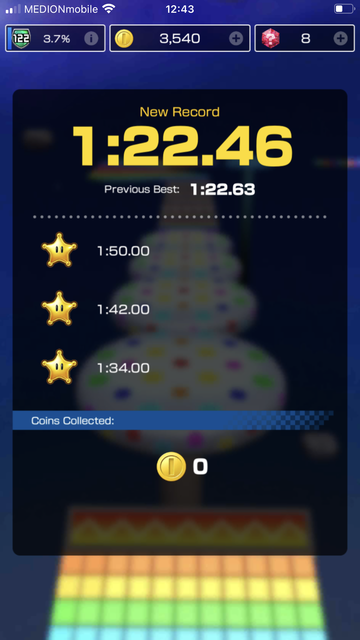 MEDIONmobile 12:43
122 3.7% i 3,540 + 8 +
New Record
1:22.46
Previous Best: 1:22.63
1:50.00
1:42.00
1:34.00
Coins Collected:
0